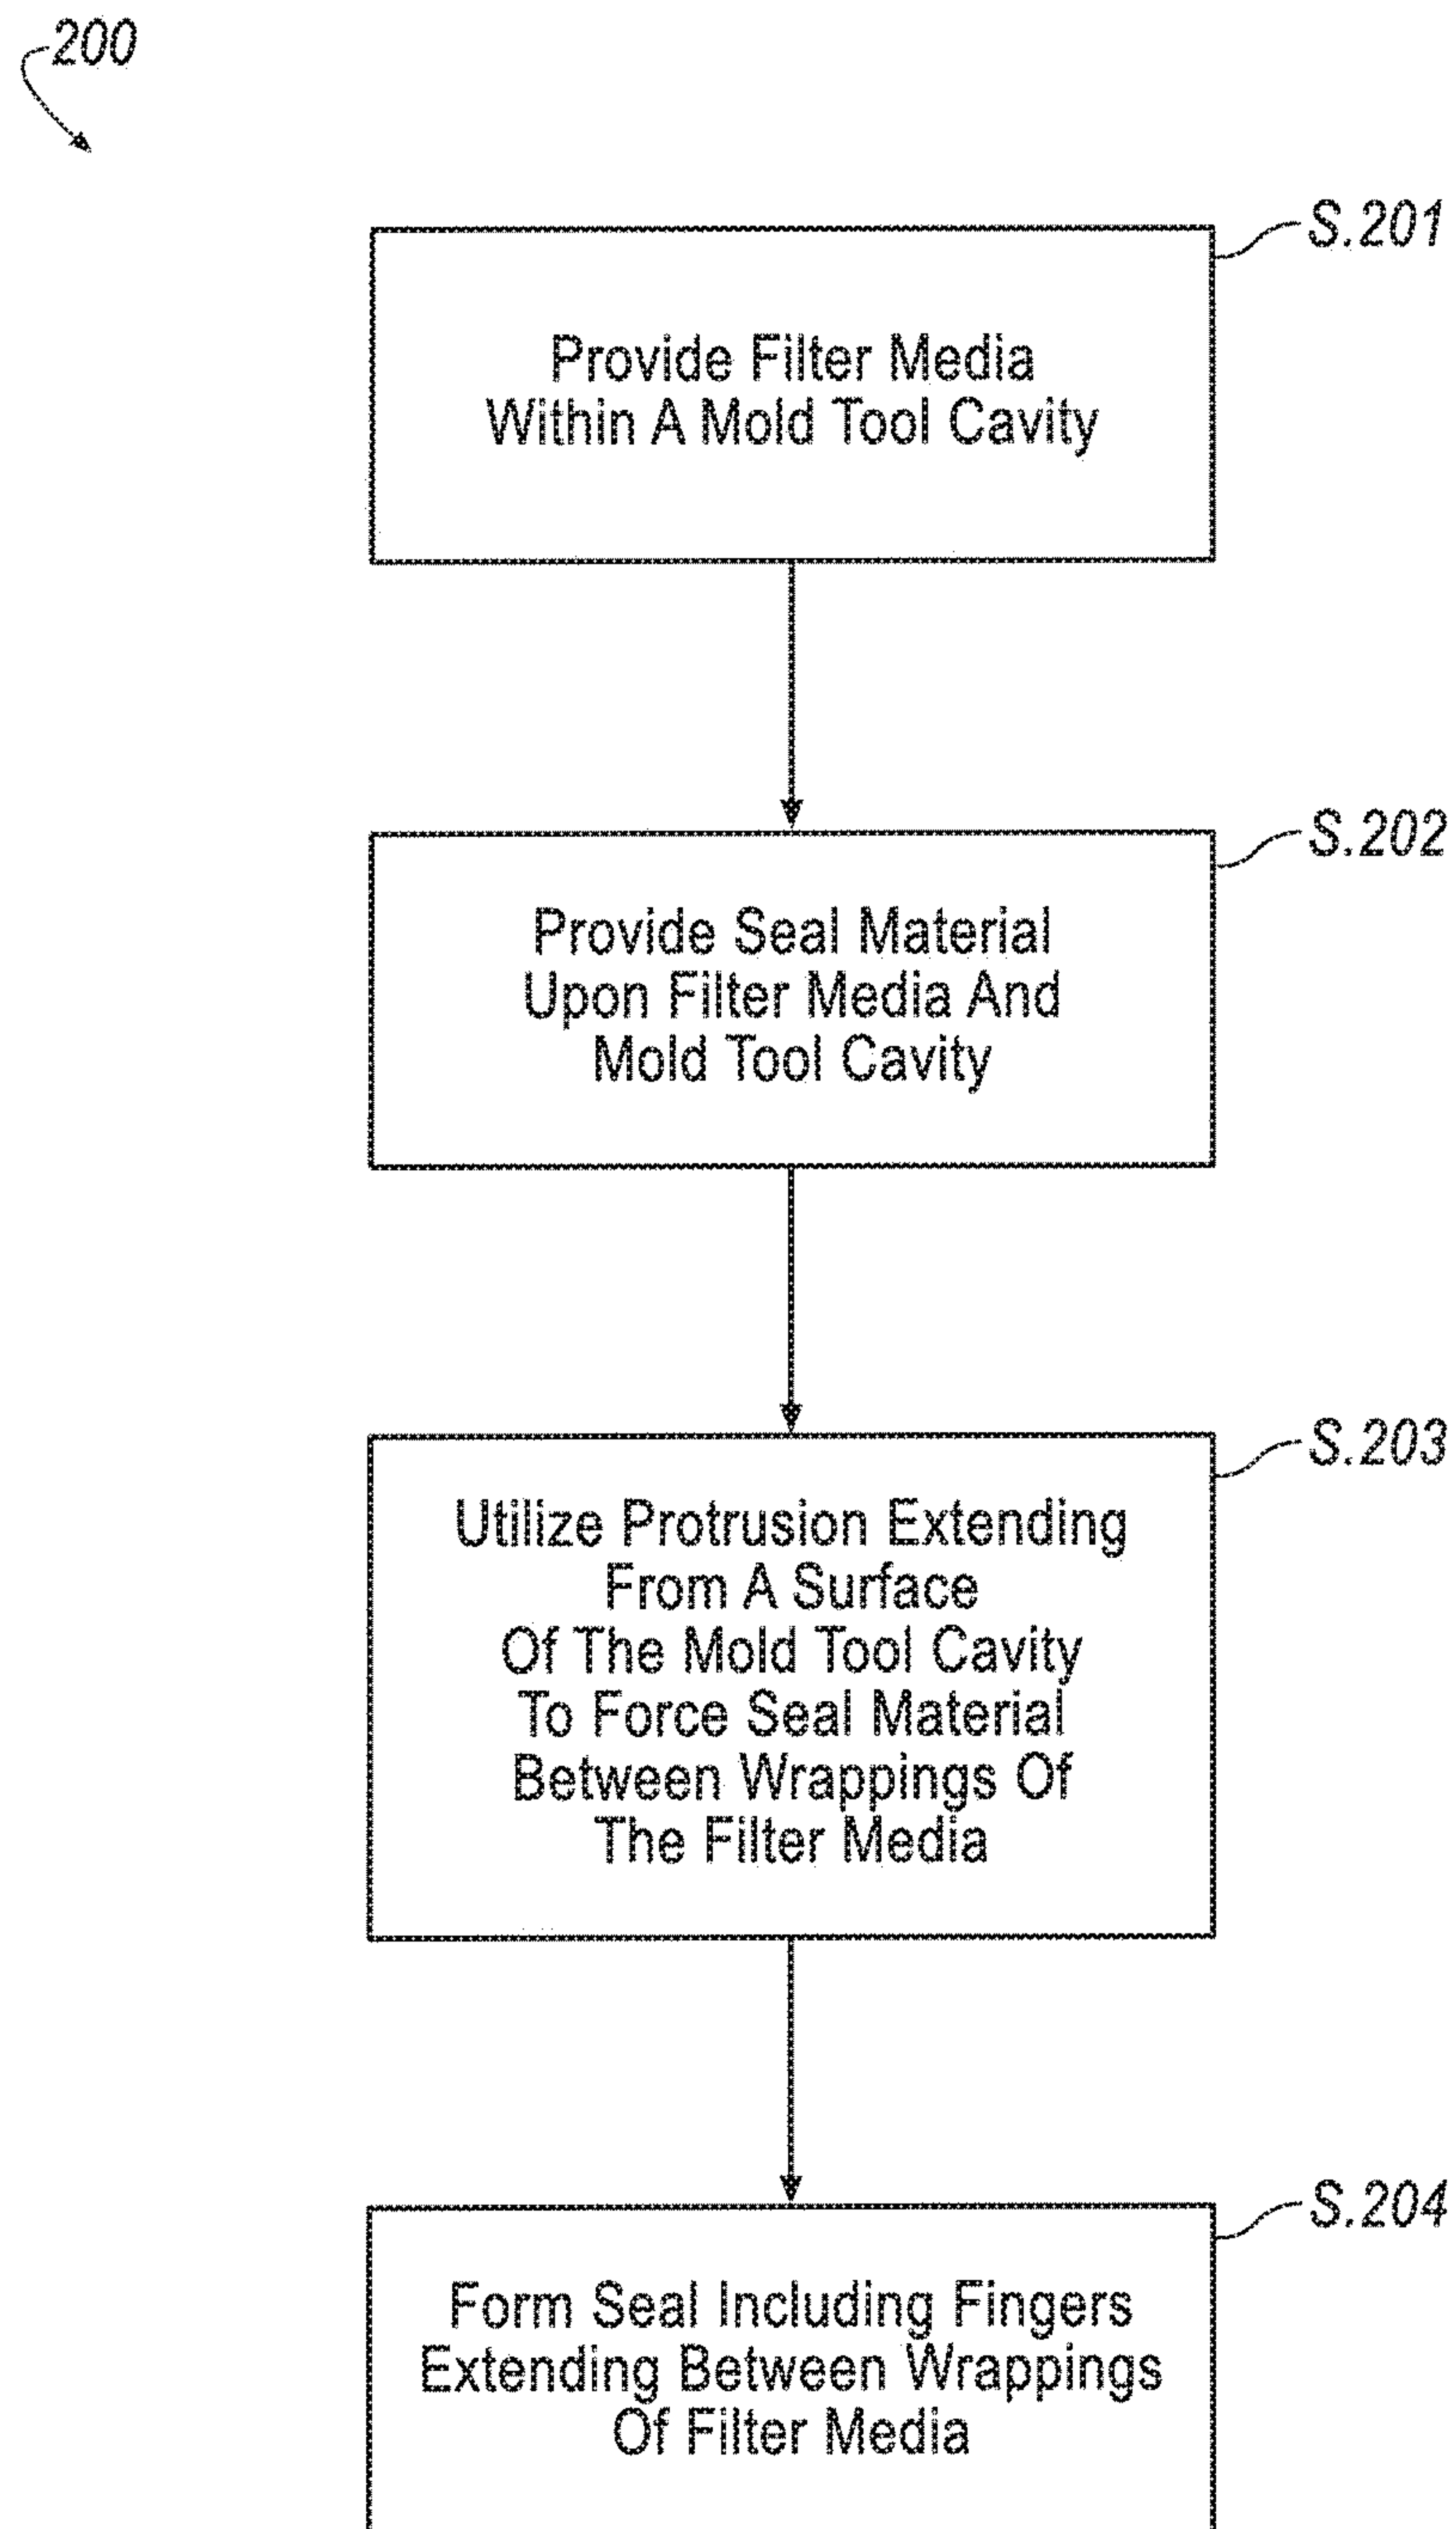 200
S.201
Provide Filter Media
Within A Mold Tool Cavity
S.202
Provide Seal Material
Upon Filter Media And
Mold Tool Cavity
S.203
Utilize Protrusion Extending
From A Surface
Of The Mold Tool Cavity
To Force Seal Material
Between Wrappings Of
The Filter Media
S.204
Form Seal Including Fingers
Extending Between Wrappings
Of Filter Media